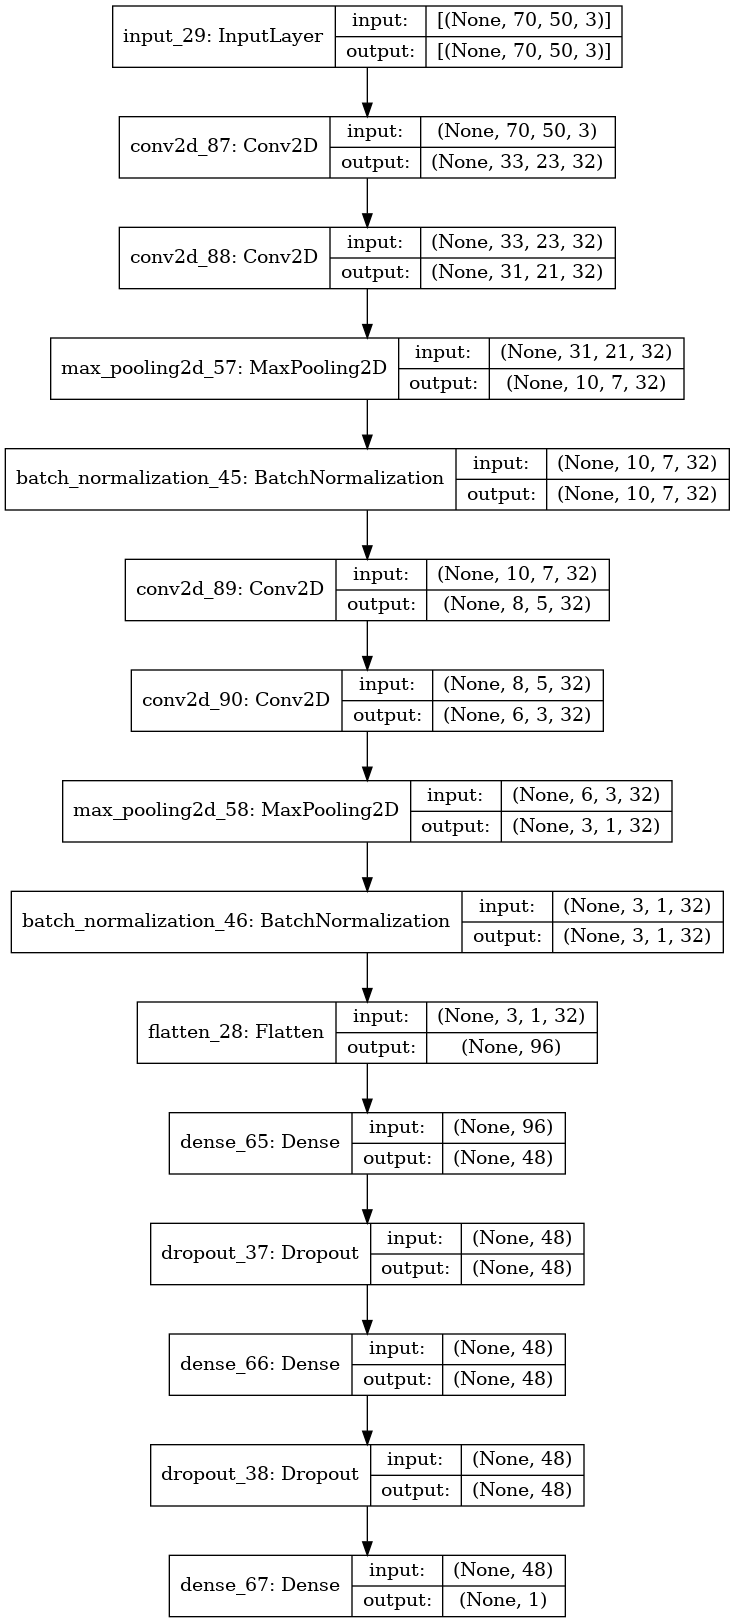 input_29: InputLayer input: [(None, 70, 50, 3)]
output: [(None, 70, 50, 3)]
conv2d_87: Conv2D input: (None, 70, 50, 3)
output: (None, 33, 23, 32)
conv2d_88: Conv2D input: (None, 33, 23, 32)
output: (None, 31, 21, 32)
max_pooling2d_57: MaxPooling2D input: (None, 31, 21, 32)
output: (None, 10, 7, 32)
batch_normalization_45: BatchNormalization input: (None, 10, 7, 32)
output: (None, 10, 7, 32)
conv2d_89: Conv2D input: (None, 10, 7, 32)
output: (None, 8, 5, 32)
conv2d_90: Conv2D input: (None, 8, 5, 32)
output: (None, 6, 3, 32)
max_pooling2d_58: MaxPooling2D input: (None, 6, 3, 32)
output: (None, 3, 1, 32)
batch_normalization_46: BatchNormalization input: (None, 3, 1, 32)
output: (None, 3, 1, 32)
flatten_28: Flatten input: (None, 3, 1, 32)
output: (None, 96)
dense_65: Dense input: (None, 96)
output: (None, 48)
dropout_37: Dropout input: (None, 48)
output: (None, 48)
dense_66: Dense input: (None, 48)
output: (None, 48)
dropout_38: Dropout input: (None, 48)
output: (None, 48)
dense_67: Dense input: (None, 48)
output: (None, 1)